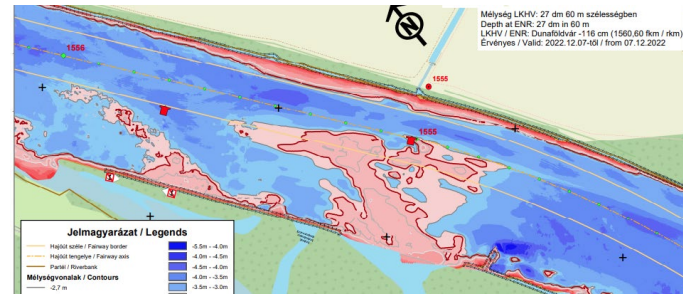 Mélység LKHV: 27 dm 60 m szélességben
Depth at ENR: 27 dm in 60 m
LKHV / ENR: Dunaföldvár -116 cm (1560,60 fkm / rkm)
Érvényes / Valid: 2022.12.07-től / from 07.12.2022
N
1556
1555
1555
Jelmagyarázat / Legends
Hajóút széle / Fairway border
Hajóút tengelye / Fairway axis
Partél / Riverbank
Mélységvonalak / Contours
-2,7 m
-5.5m - -4.0m
-4.0m - -4.5m
-4.5m - -4.0m
-4.0m - -3.5m
-3.5m - -3.0m